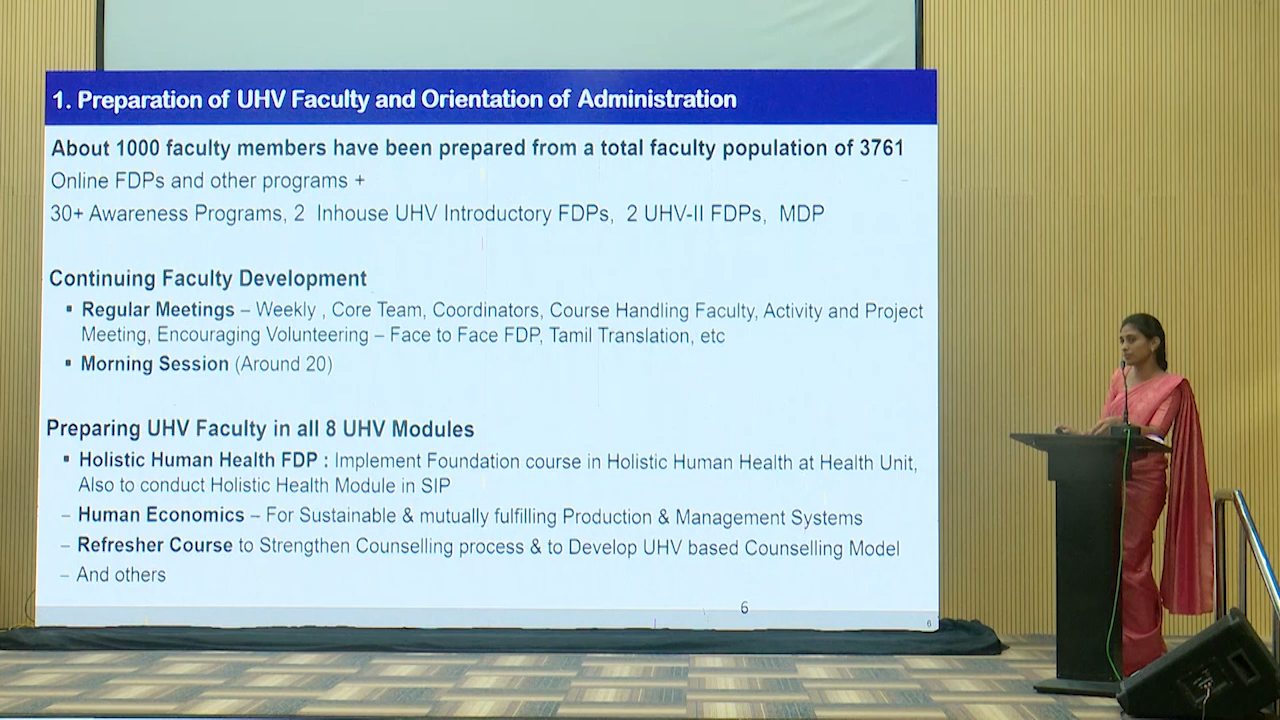 1. Preparation of UHV Faculty and Orientation of Administration
About 1000 faculty members have been prepared from a total faculty population of 3761
Online FDPs and other programs +
30+ Awareness Programs, 2 Inhouse UHV Introductory FDPs, 2 UHV-II FDPs, MDP
Continuing Faculty Development
▪ Regular Meetings – Weekly , Core Team, Coordinators, Course Handling Faculty, Activity and Project
Meeting, Encouraging Volunteering – Face to Face FDP, Tamil Translation, etc
▪ Morning Session (Around 20)
Preparing UHV Faculty in all 8 UHV Modules
▪ Holistic Human Health FDP : Implement Foundation course in Holistic Human Health at Health Unit,
Also to conduct Holistic Health Module in SIP
– Human Economics – For Sustainable & mutually fulfilling Production & Management Systems
– Refresher Course to Strengthen Counselling process & to Develop UHV based Counselling Model
– And others
6
6